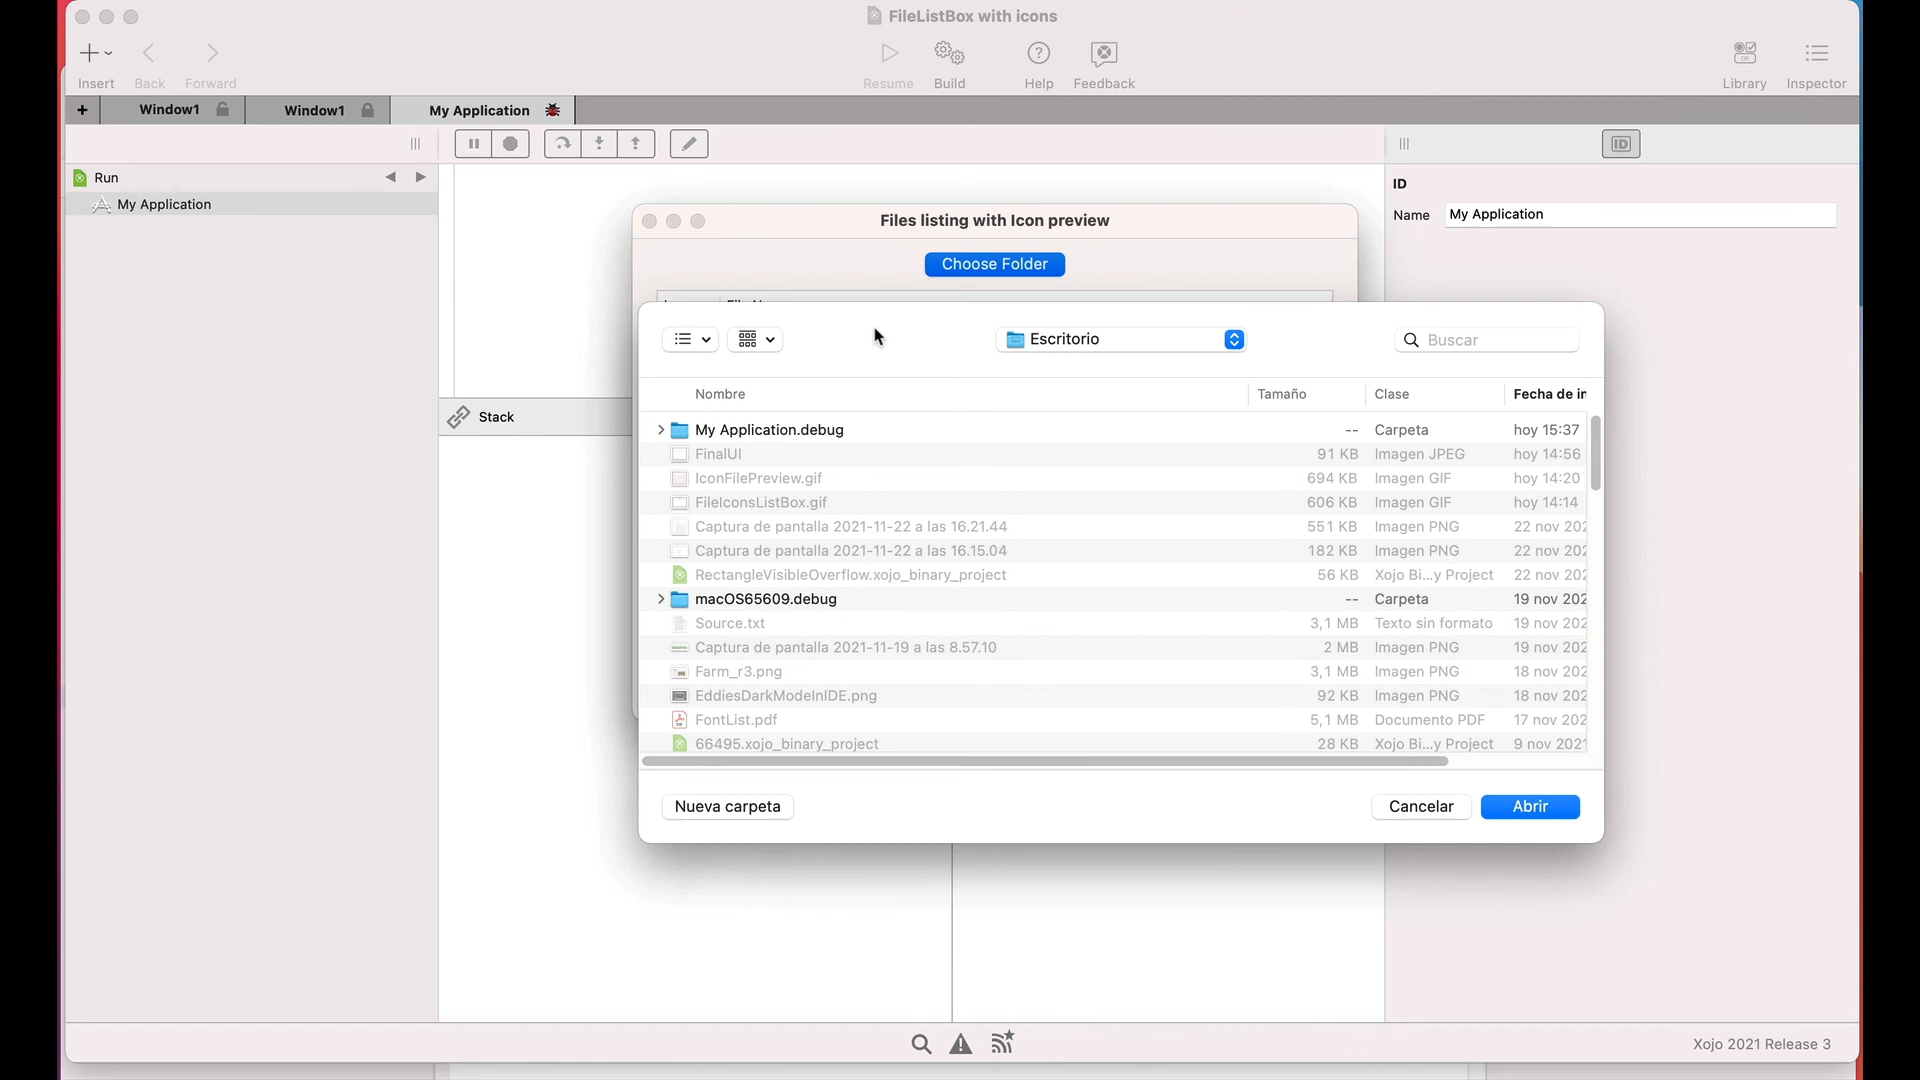 FileListBox with icons
Insert
Back
Forward
Resume
Build
Help
Feedback
Library
Inspector
+
Window1
Window1
My Application
ID
Run
My Application
ID
Name
My Application
Files listing with Icon preview
Choose Folder
Escritorio
Buscar
Nombre
Tamaño
Clase
Fecha de in
My Application.debug -- Carpeta hoy 15:37
FinalUI 91 KB Imagen JPEG hoy 14:56
IconFilePreview.gif 694 KB Imagen GIF hoy 14:20
FileIconsListBox.gif 606 KB Imagen GIF hoy 14:14
Captura de pantalla 2021-11-22 a las 16.21.44 551 KB Imagen PNG 22 nov 202
Captura de pantalla 2021-11-22 a las 16.15.04 182 KB Imagen PNG 22 nov 202
RectangleVisibleOverflow.xojo_binary_project 56 KB Xojo Bi...y Project 22 nov 202
macOS65609.debug -- Carpeta 19 nov 202
Source.txt 3,1 MB Texto sin formato 19 nov 202
Captura de pantalla 2021-11-19 a las 8.57.10 2 MB Imagen PNG 19 nov 202
Farm_r3.png 3,1 MB Imagen PNG 18 nov 202
EddiesDarkModeInIDE.png 92 KB Imagen PNG 18 nov 202
FontList.pdf 5,1 MB Documento PDF 17 nov 202
66495.xojo_binary_project 28 KB Xojo Bi...y Project 9 nov 2021
Stack
Nueva carpeta
Cancelar
Abrir
Xojo 2021 Release 3